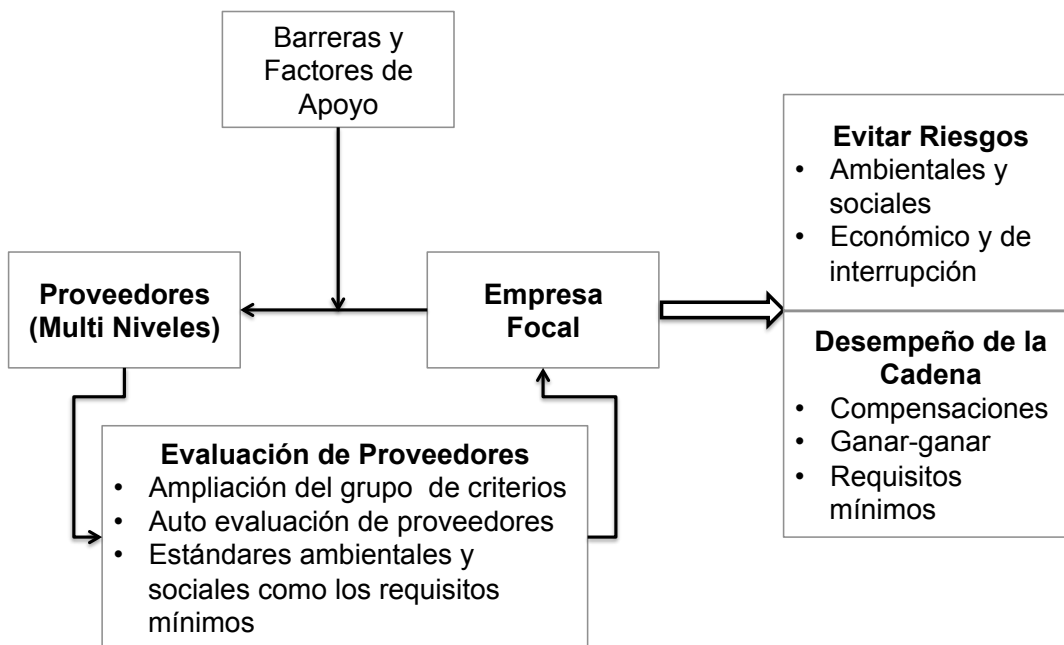 Barreras y
Factores de
Apoyo
Evitar Riesgos
• Ambientales y
sociales
• Económico y de
interrupción
Proveedores
(Multi Niveles)
Empresa
Focal
Desempeño de la
Cadena
• Compensaciones
• Ganar-ganar
• Requisitos
mínimos
Evaluación de Proveedores
• Ampliación del grupo de criterios
• Auto evaluación de proveedores
• Estándares ambientales y
sociales como los requisitos
mínimos